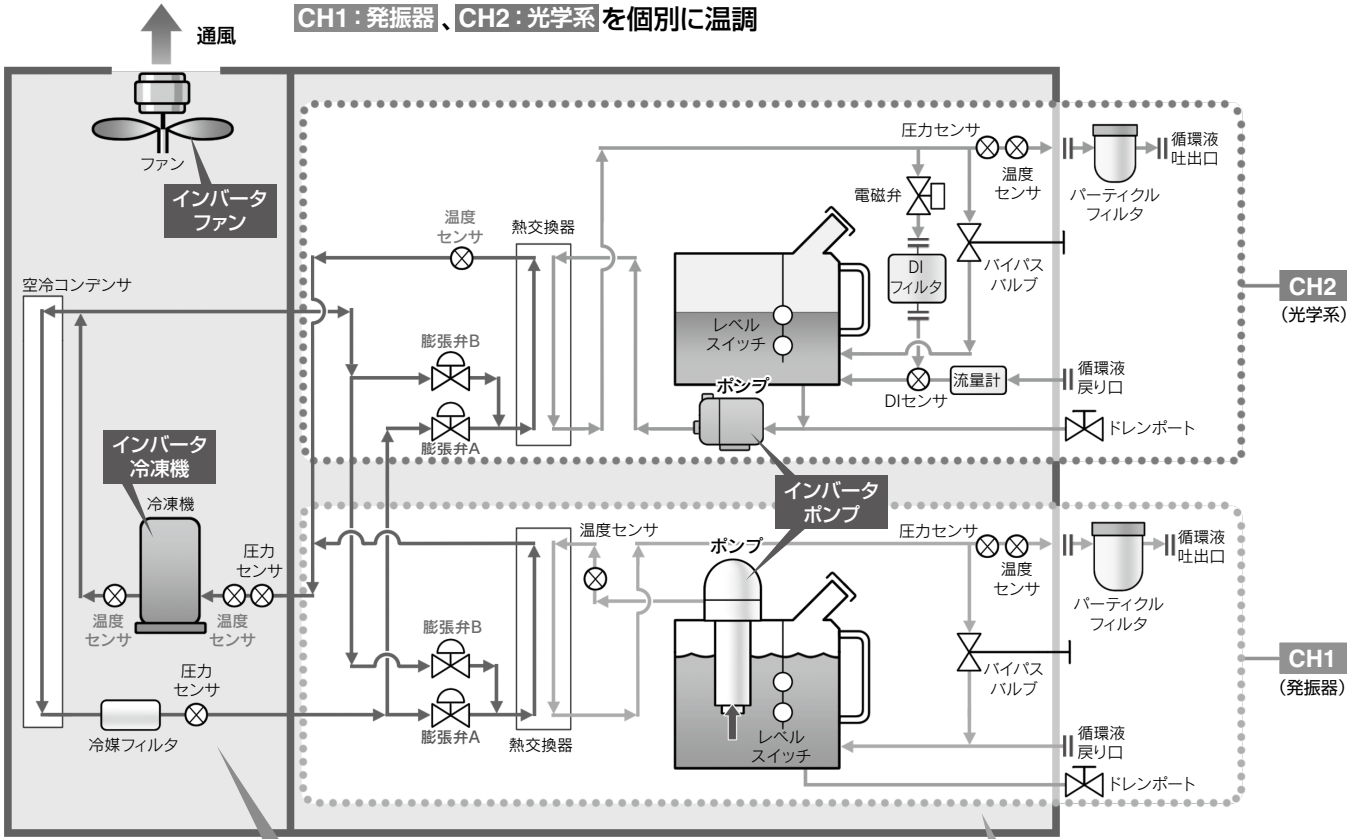 CH1：発振器、CH2：光学系を個別に温調
通風
ファン
インバータ
ファン
空冷コンデンサ
インバータ
冷凍機
冷凍機
圧力
センサ
温度
センサ
温度
センサ
圧力
センサ
冷媒フィルタ
温度
センサ
熱交換器
膨張弁B
膨張弁A
圧力センサ
温度
センサ
電磁弁
DI
フィルタ
バイパス
バルブ
パーティクル
フィルタ
循環液
吐出口
レベル
スイッチ
ポンプ
DIセンサ
流量計
循環液
戻り口
ドレンポート
CH2
（光学系）
インバータ
ポンプ
温度センサ
ポンプ
圧力センサ
温度
センサ
パーティクル
フィルタ
循環液
吐出口
膨張弁B
膨張弁A
熱交換器
レベル
スイッチ
バイパス
バルブ
循環液
戻り口
ドレンポート
CH1
（発振器）